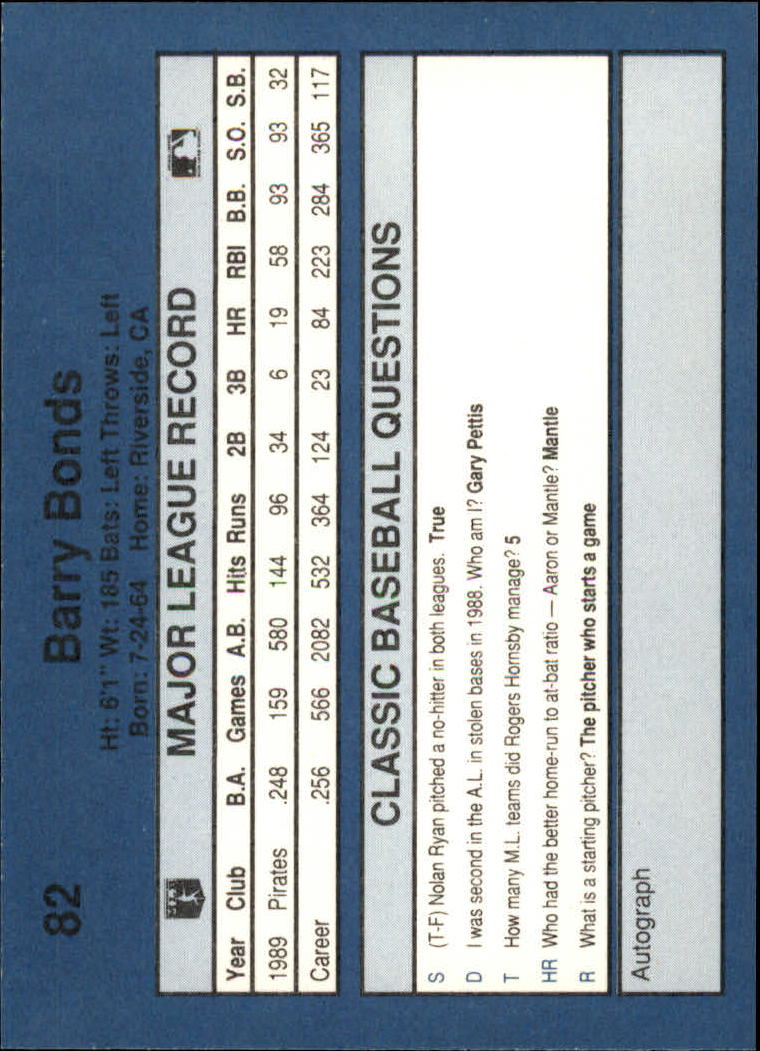 82 Barry Bonds
Ht: 6'1" Wt: 185 Bats: Left Throws: Left
Born: 7-24-64 Home: Riverside, CA
MAJOR LEAGUE RECORD
Year Club B.A. Games A.B. Hits Runs 2B 3B HR RBI B.B. S.O. S.B.
1989 Pirates .248 159 580 144 96 34 6 19 58 93 93 32
Career .256 566 2082 532 364 124 23 84 223 284 365 117
CLASSIC BASEBALL QUESTIONS
S (T-F) Nolan Ryan pitched a no-hitter in both leagues. True
D I was second in the A.L. in stolen bases in 1988. Who am I? Gary Pettis
T How many M.L. teams did Rogers Hornsby manage? 5
HR Who had the better home-run to at-bat ratio — Aaron or Mantle? Mantle
R What is a starting pitcher? The pitcher who starts a game
Autograph